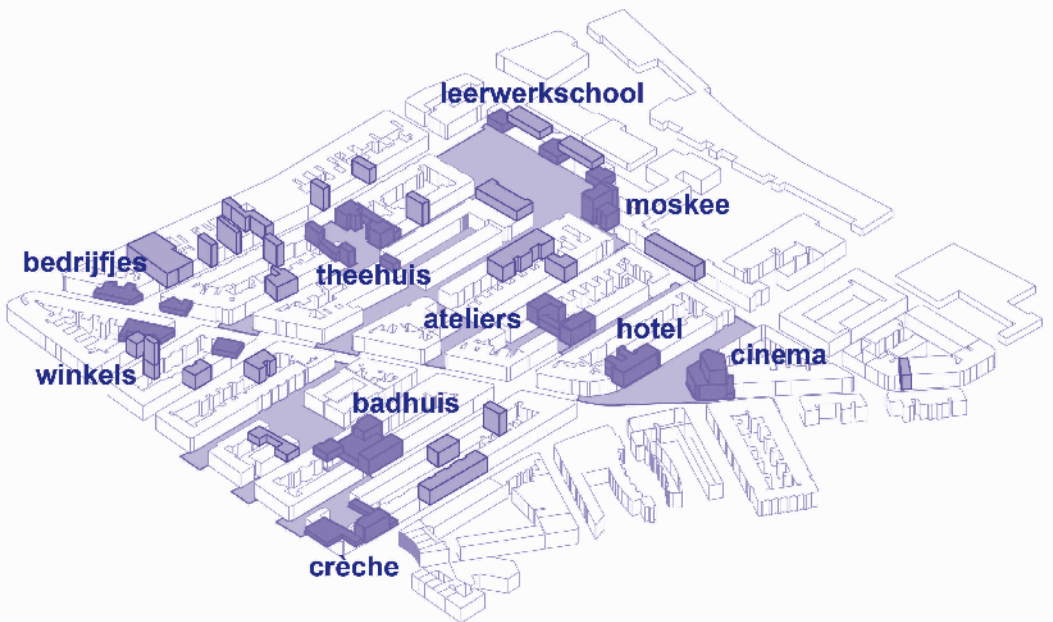 leerwerkschool
moskee
bedrijfjes
theehuis
ateliers
hotel
cinema
winkels
badhuis
crèche